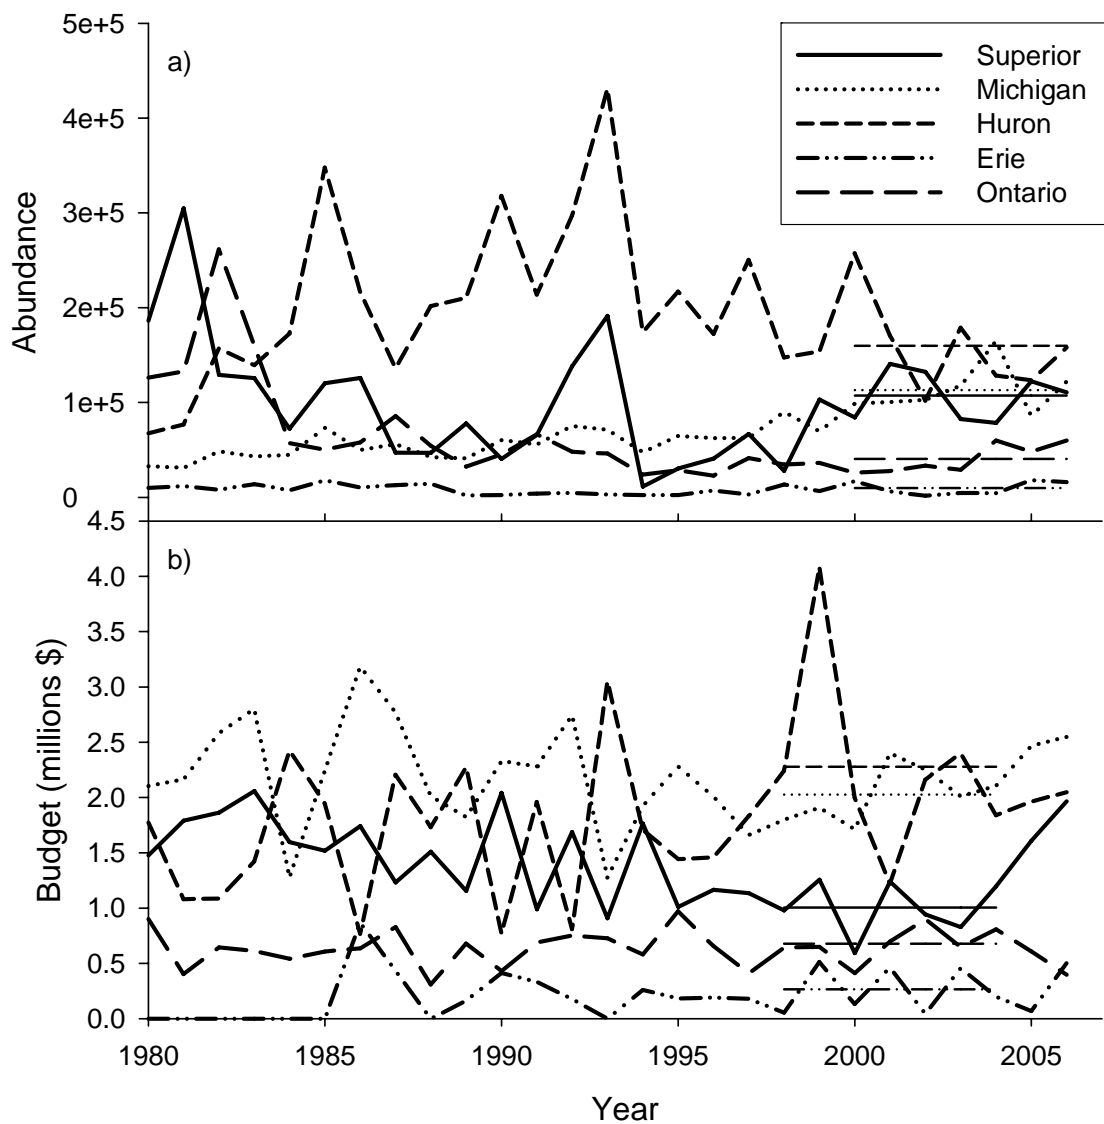 5e+5
a)
Superior
Michigan
Huron
Erie
Ontario
4e+5
3e+5
2e+5
1e+5
0
Abundance
4.5
b)
4.0
3.5
3.0
2.5
2.0
1.5
1.0
0.5
0.0
Budget (millions $)
1980 1985 1990 1995 2000 2005
Year